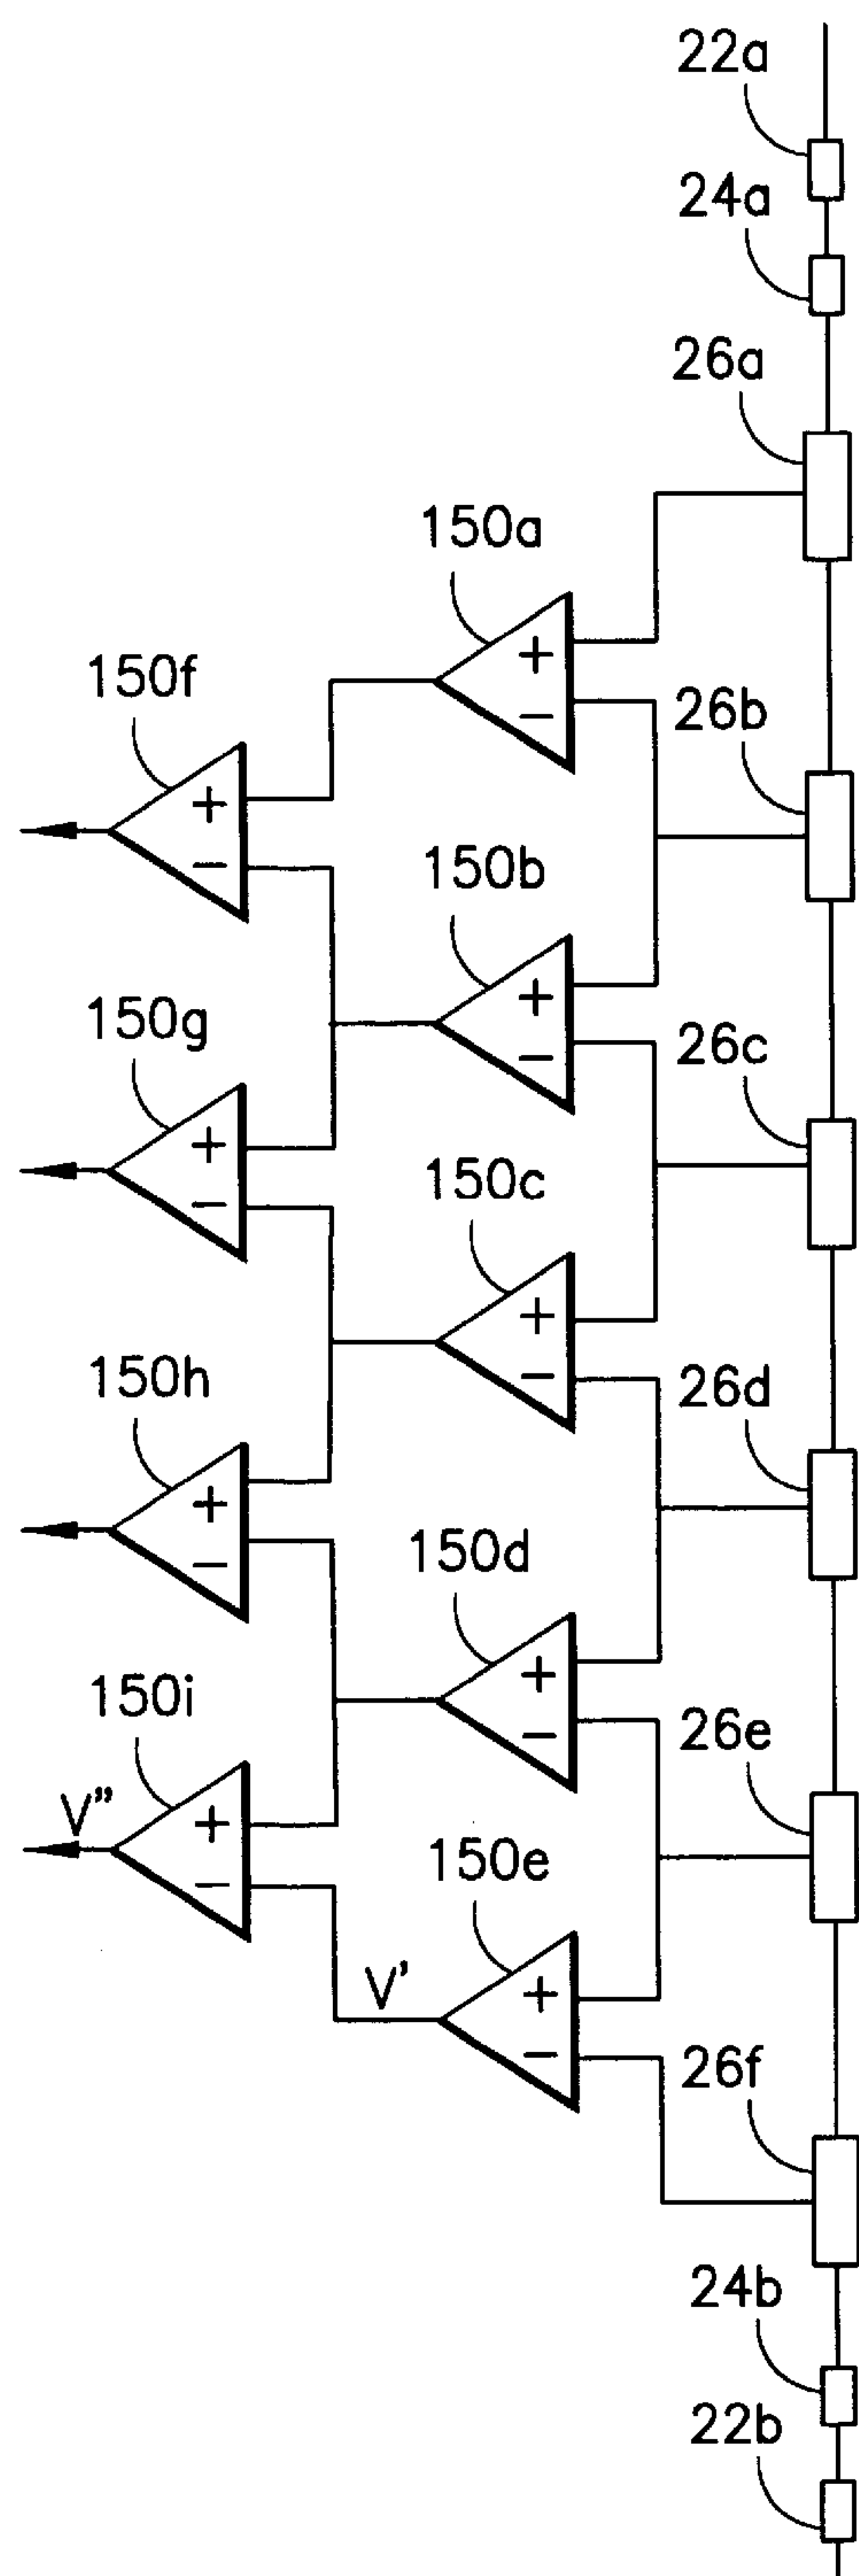 22a
24a
26a
150a
+
−
150f
+
−
26b
150b
+
−
150g
+
−
26c
150c
+
−
26d
150h
+
−
150d
+
−
150i
+
−
V"
26e
150e
+
−
V'
26f
24b
22b